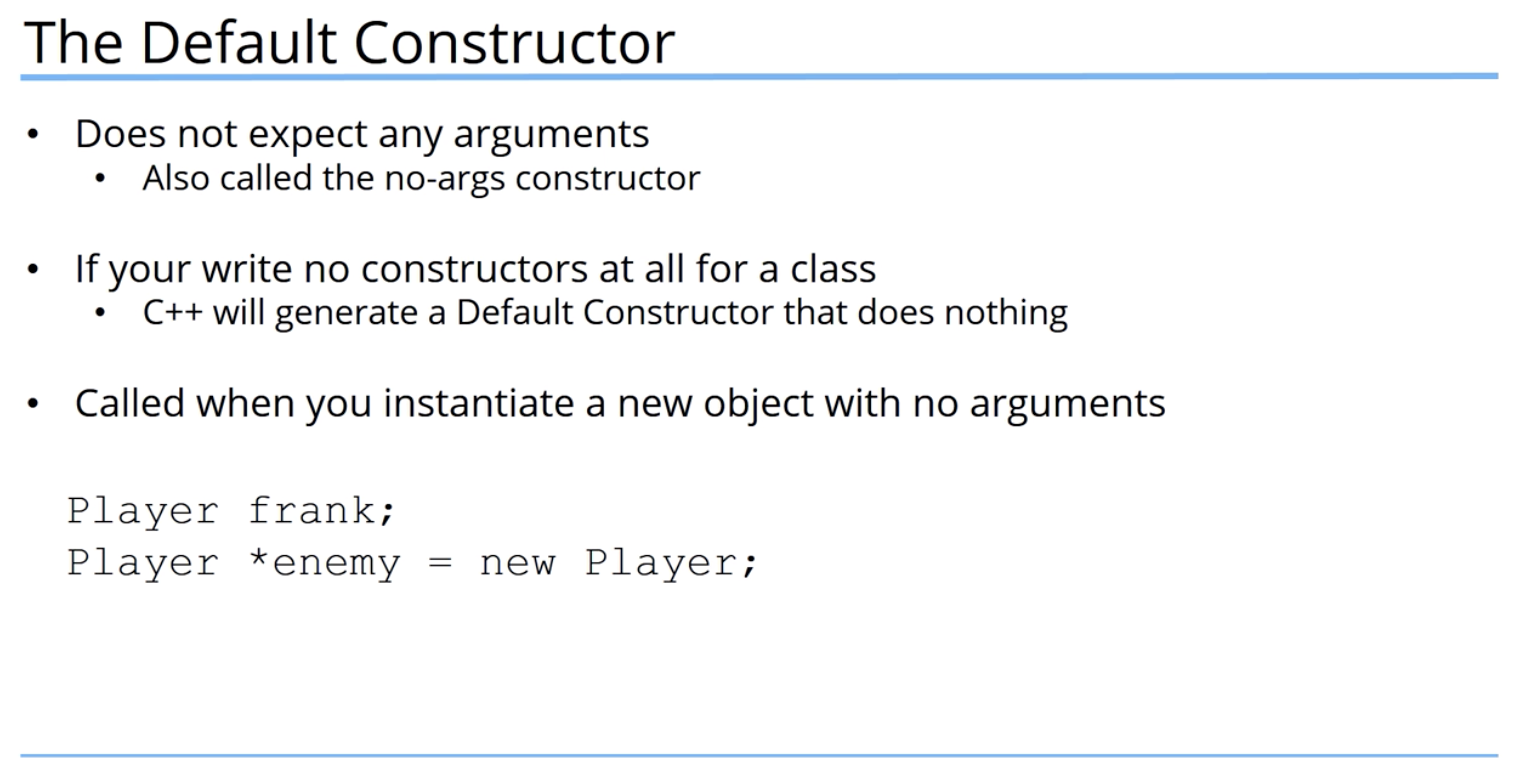 The Default Constructor
• Does not expect any arguments
• Also called the no-args constructor
• If your write no constructors at all for a class
• C++ will generate a Default Constructor that does nothing
• Called when you instantiate a new object with no arguments
Player frank;
Player *enemy = new Player;